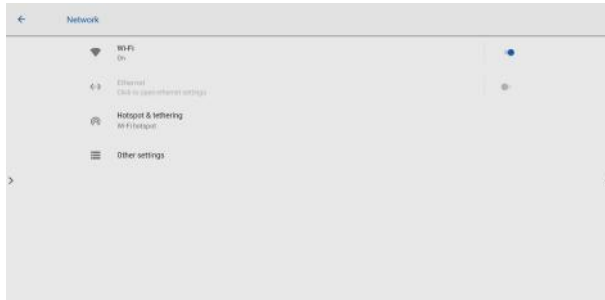 Network
Wi-Fi
On
Ethernet
Click to open ethernet settings
Hotspot & tethering
Wi-Fi hotspot
Other settings